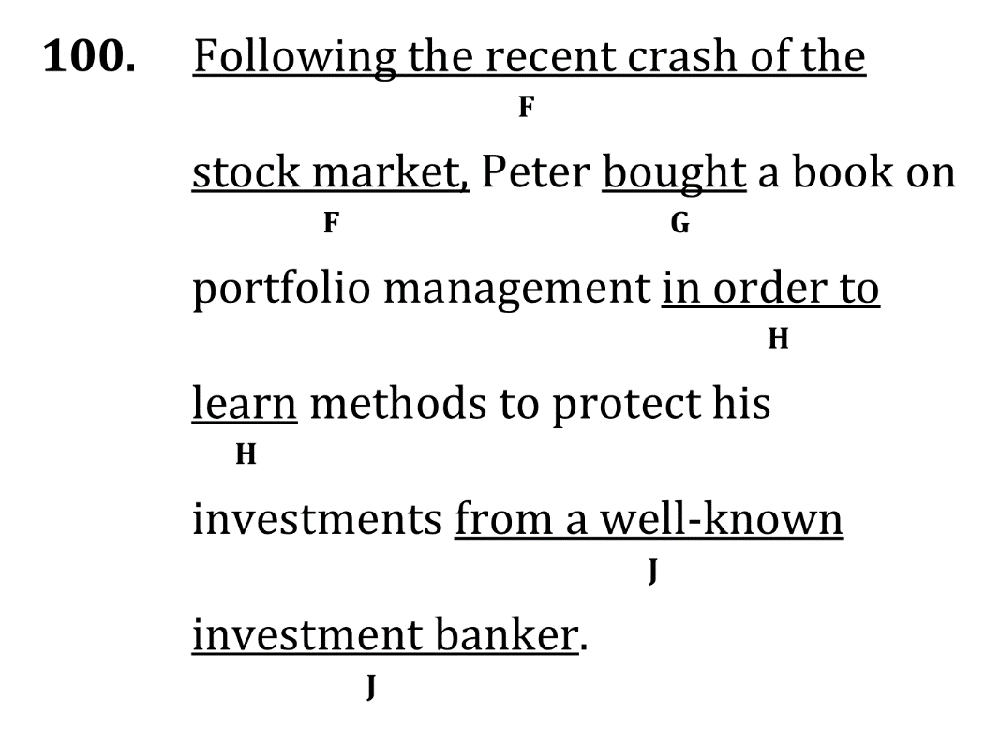 100. Following the recent crash of the
F
stock market, Peter bought a book on
F G
portfolio management in order to
H
learn methods to protect his
H
investments from a well-known
J
investment banker.
J